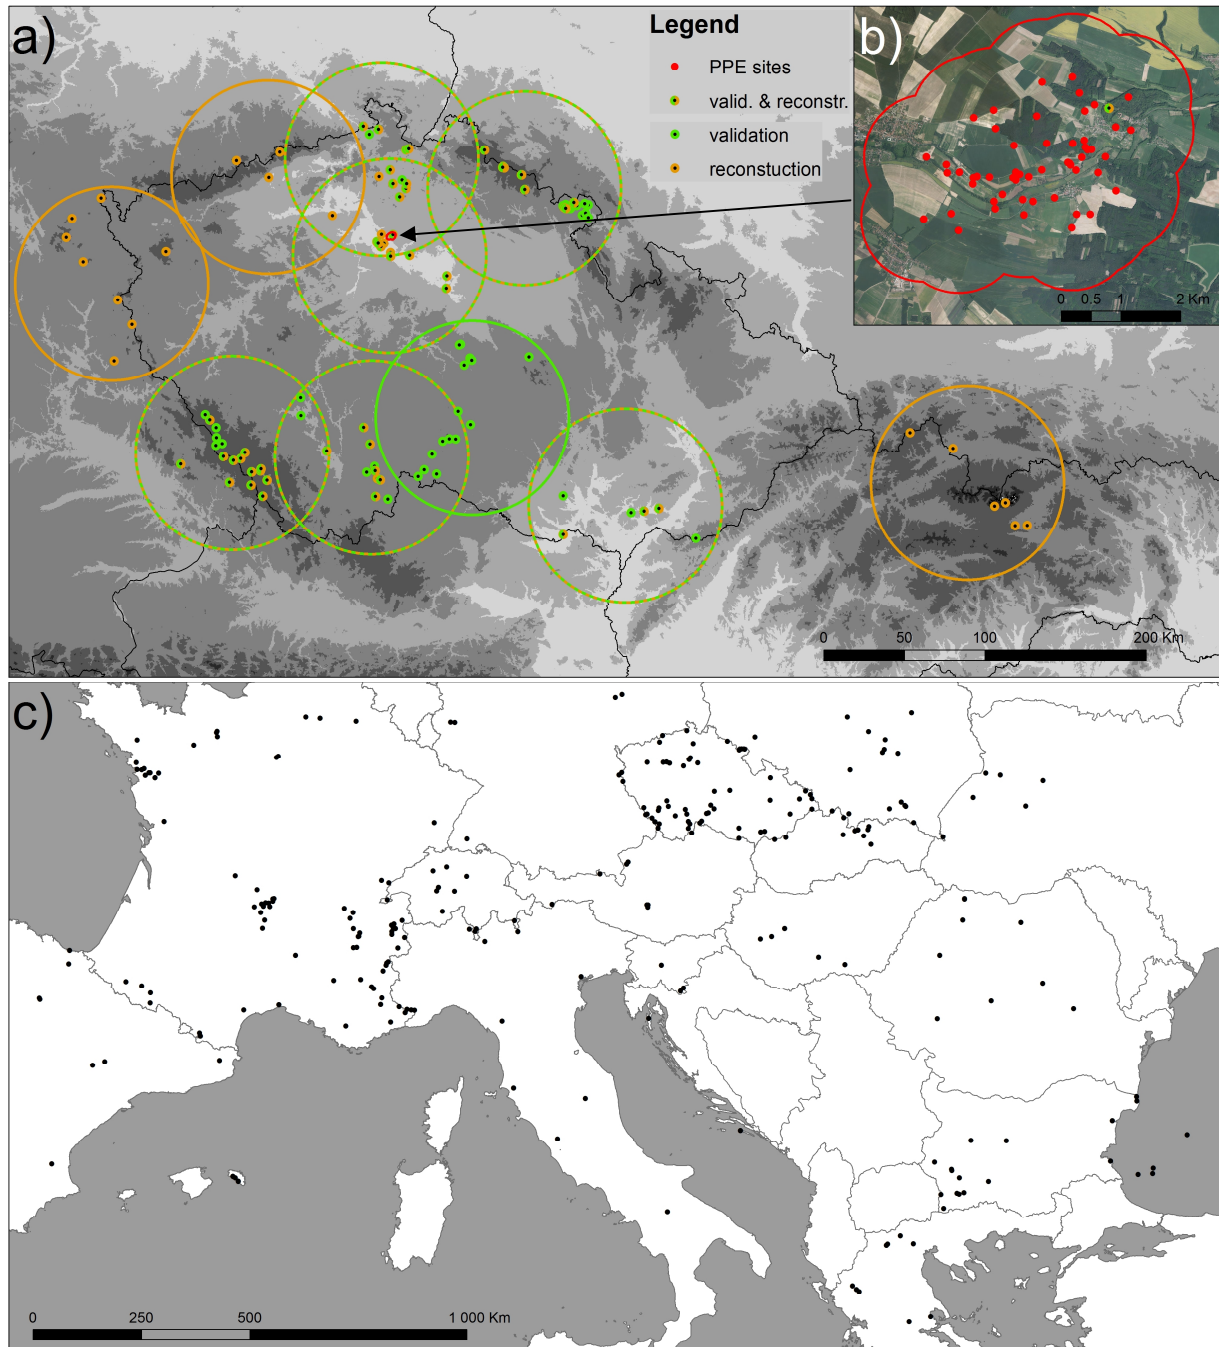 a)
Legend
PPE sites
valid. & reconstr.
validation
reconstuction
b)
0 0.5 1 2 Km
0 50 100 200 Km
c)
0 250 500 1 000 Km